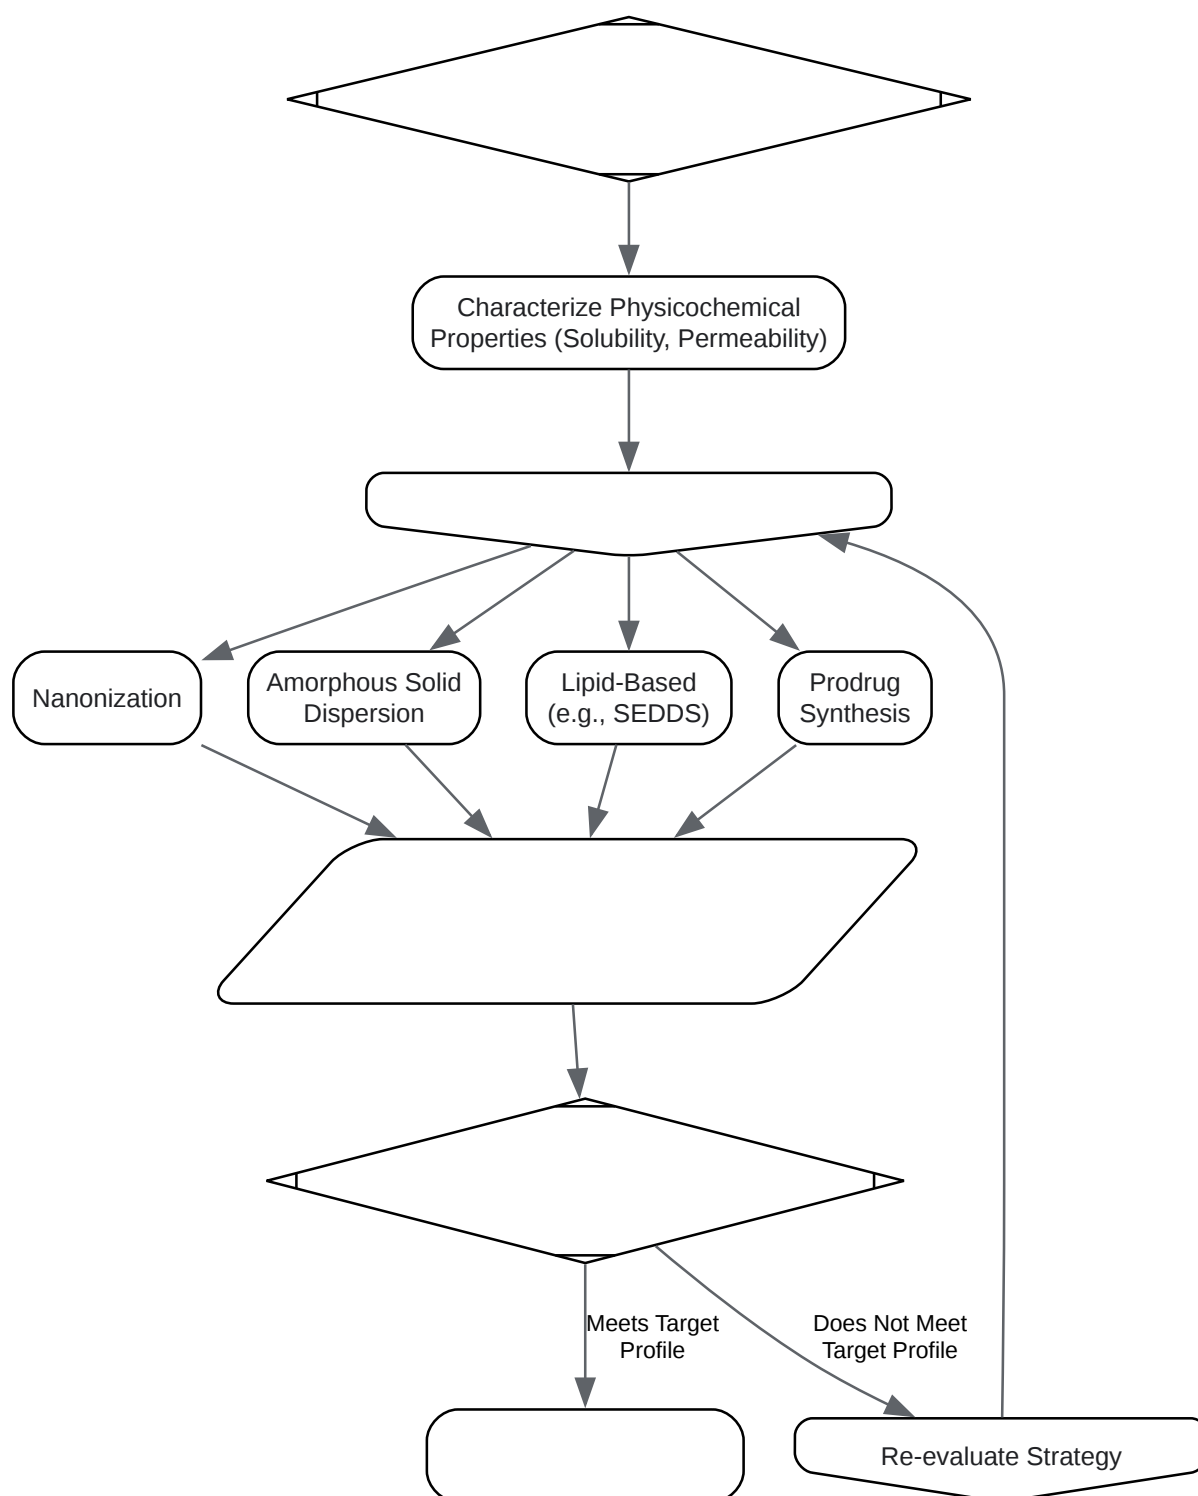 Characterize Physicochemical
Properties (Solubility, Permeability)
Nanonization
Amorphous Solid
Dispersion
Lipid-Based
(e.g., SEDDS)
Prodrug
Synthesis
Meets Target
Profile
Does Not Meet
Target Profile
Re-evaluate Strategy